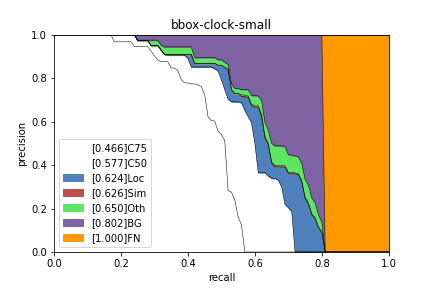 bbox-clock-small
1.0
0.8
0.6
0.4
0.2
0.0
precision
[0.466]C75
[0.577]C50
[0.624]Loc
[0.626]Sim
[0.650]Oth
[0.802]BG
[1.000]FN
0.0 0.2 0.4 0.6 0.8 1.0
recall